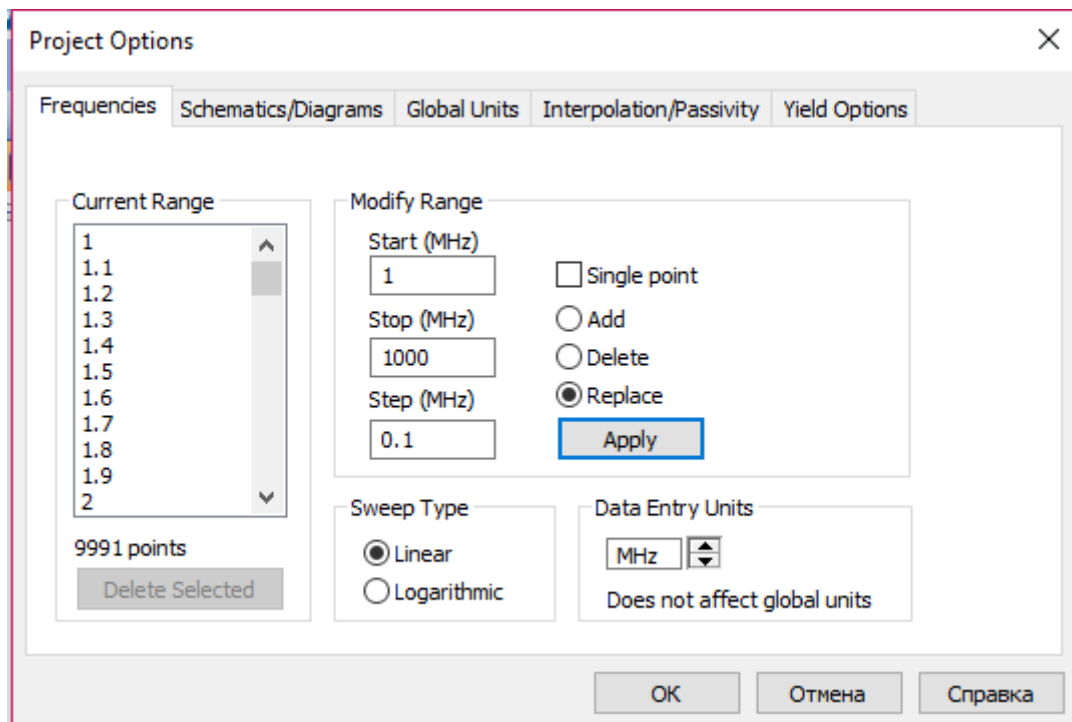 Project Options
Frequencies Schematics/Diagrams Global Units Interpolation/Passivity Yield Options
Current Range
1
1.1
1.2
1.3
1.4
1.5
1.6
1.7
1.8
1.9
2
9991 points
Delete Selected
Modify Range
Start (MHz)
1
Stop (MHz)
1000
Step (MHz)
0.1
Single point
Add
Delete
Replace
Apply
Sweep Type
Linear
Logarithmic
Data Entry Units
MHz
Does not affect global units
OK Отмена Справка